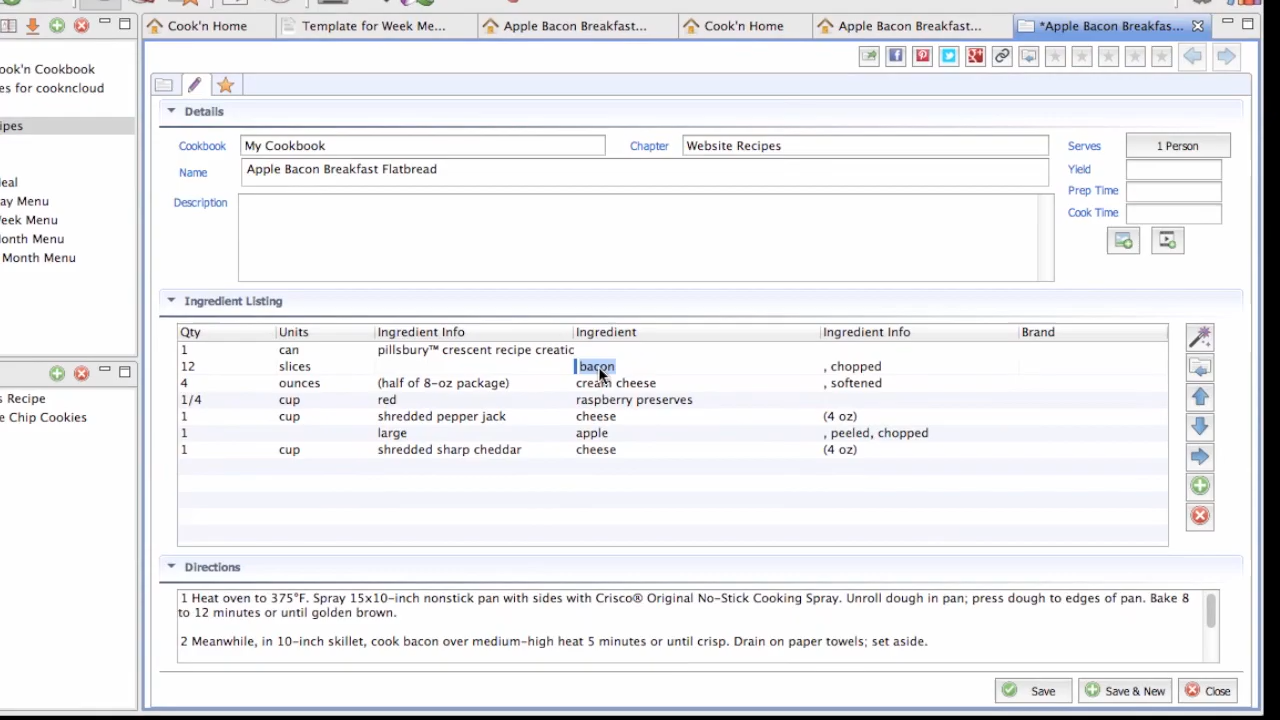 Cook'n Home
Template for Week Me...
Apple Bacon Breakfast...
Cook'n Home
Apple Bacon Breakfast...
*Apple Bacon Breakfas...
ook'n Cookbook
es for cookncloud
ipes
eal
ay Menu
eek Menu
onth Menu
Month Menu
s Recipe
e Chip Cookies
Details
Cookbook My Cookbook Chapter Website Recipes Serves 1 Person
Name Apple Bacon Breakfast Flatbread Yield
Prep Time
Description Cook Time
Ingredient Listing
Qty Units Ingredient Info Ingredient Ingredient Info Brand
1 can pillsbury™ crescent recipe creatic
12 slices bacon , chopped
4 ounces (half of 8-oz package) cream cheese , softened
1/4 cup red raspberry preserves
1 cup shredded pepper jack cheese (4 oz)
1 large apple , peeled, chopped
1 cup shredded sharp cheddar cheese (4 oz)
Directions
1 Heat oven to 375°F. Spray 15x10-inch nonstick pan with sides with Crisco® Original No-Stick Cooking Spray. Unroll dough in pan; press dough to edges of pan. Bake 8
to 12 minutes or until golden brown.
2 Meanwhile, in 10-inch skillet, cook bacon over medium-high heat 5 minutes or until crisp. Drain on paper towels; set aside.
Save Save & New Close